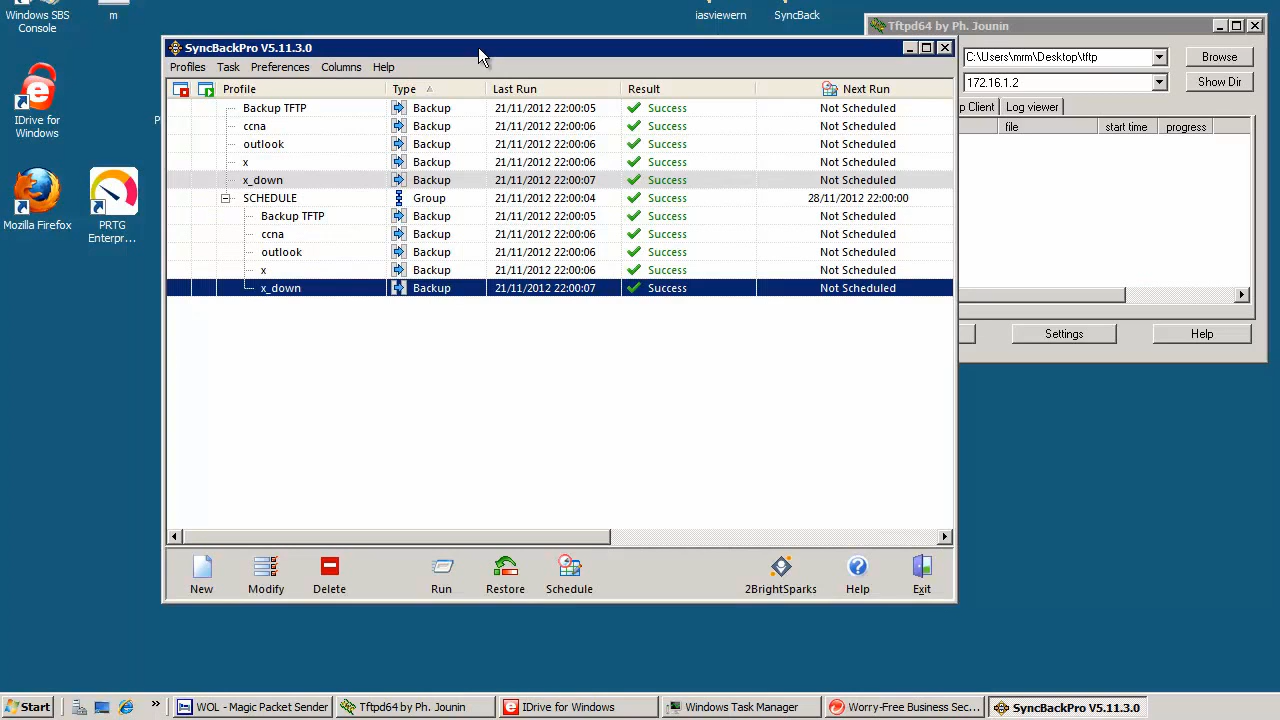 Windows SBS Console
m
iasviewern
SyncBack
IDrive for Windows
Mozilla Firefox
PRTG Enterpr...
P
Tftpd64 by Ph. Jounin
C:\Users\mrm\Desktop\tftp
Browse
172.16.1.2
Show Dir
p Client Log viewer
file start time progress
Settings Help
SyncBackPro V5.11.3.0
Profiles Task Preferences Columns Help
Profile Type Last Run Result Next Run
Backup TFTP Backup 21/11/2012 22:00:05 Success Not Scheduled
ccna Backup 21/11/2012 22:00:06 Success Not Scheduled
outlook Backup 21/11/2012 22:00:06 Success Not Scheduled
x Backup 21/11/2012 22:00:06 Success Not Scheduled
x_down Backup 21/11/2012 22:00:07 Success Not Scheduled
SCHEDULE Group 21/11/2012 22:00:04 Success 28/11/2012 22:00:00
Backup TFTP Backup 21/11/2012 22:00:05 Success Not Scheduled
ccna Backup 21/11/2012 22:00:06 Success Not Scheduled
outlook Backup 21/11/2012 22:00:06 Success Not Scheduled
x Backup 21/11/2012 22:00:06 Success Not Scheduled
x_down Backup 21/11/2012 22:00:07 Success Not Scheduled
New Modify Delete Run Restore Schedule 2BrightSparks Help Exit
Start » WOL - Magic Packet Sender Tftpd64 by Ph. Jounin IDrive for Windows Windows Task Manager Worry-Free Business Sec... SyncBackPro V5.11.3.0